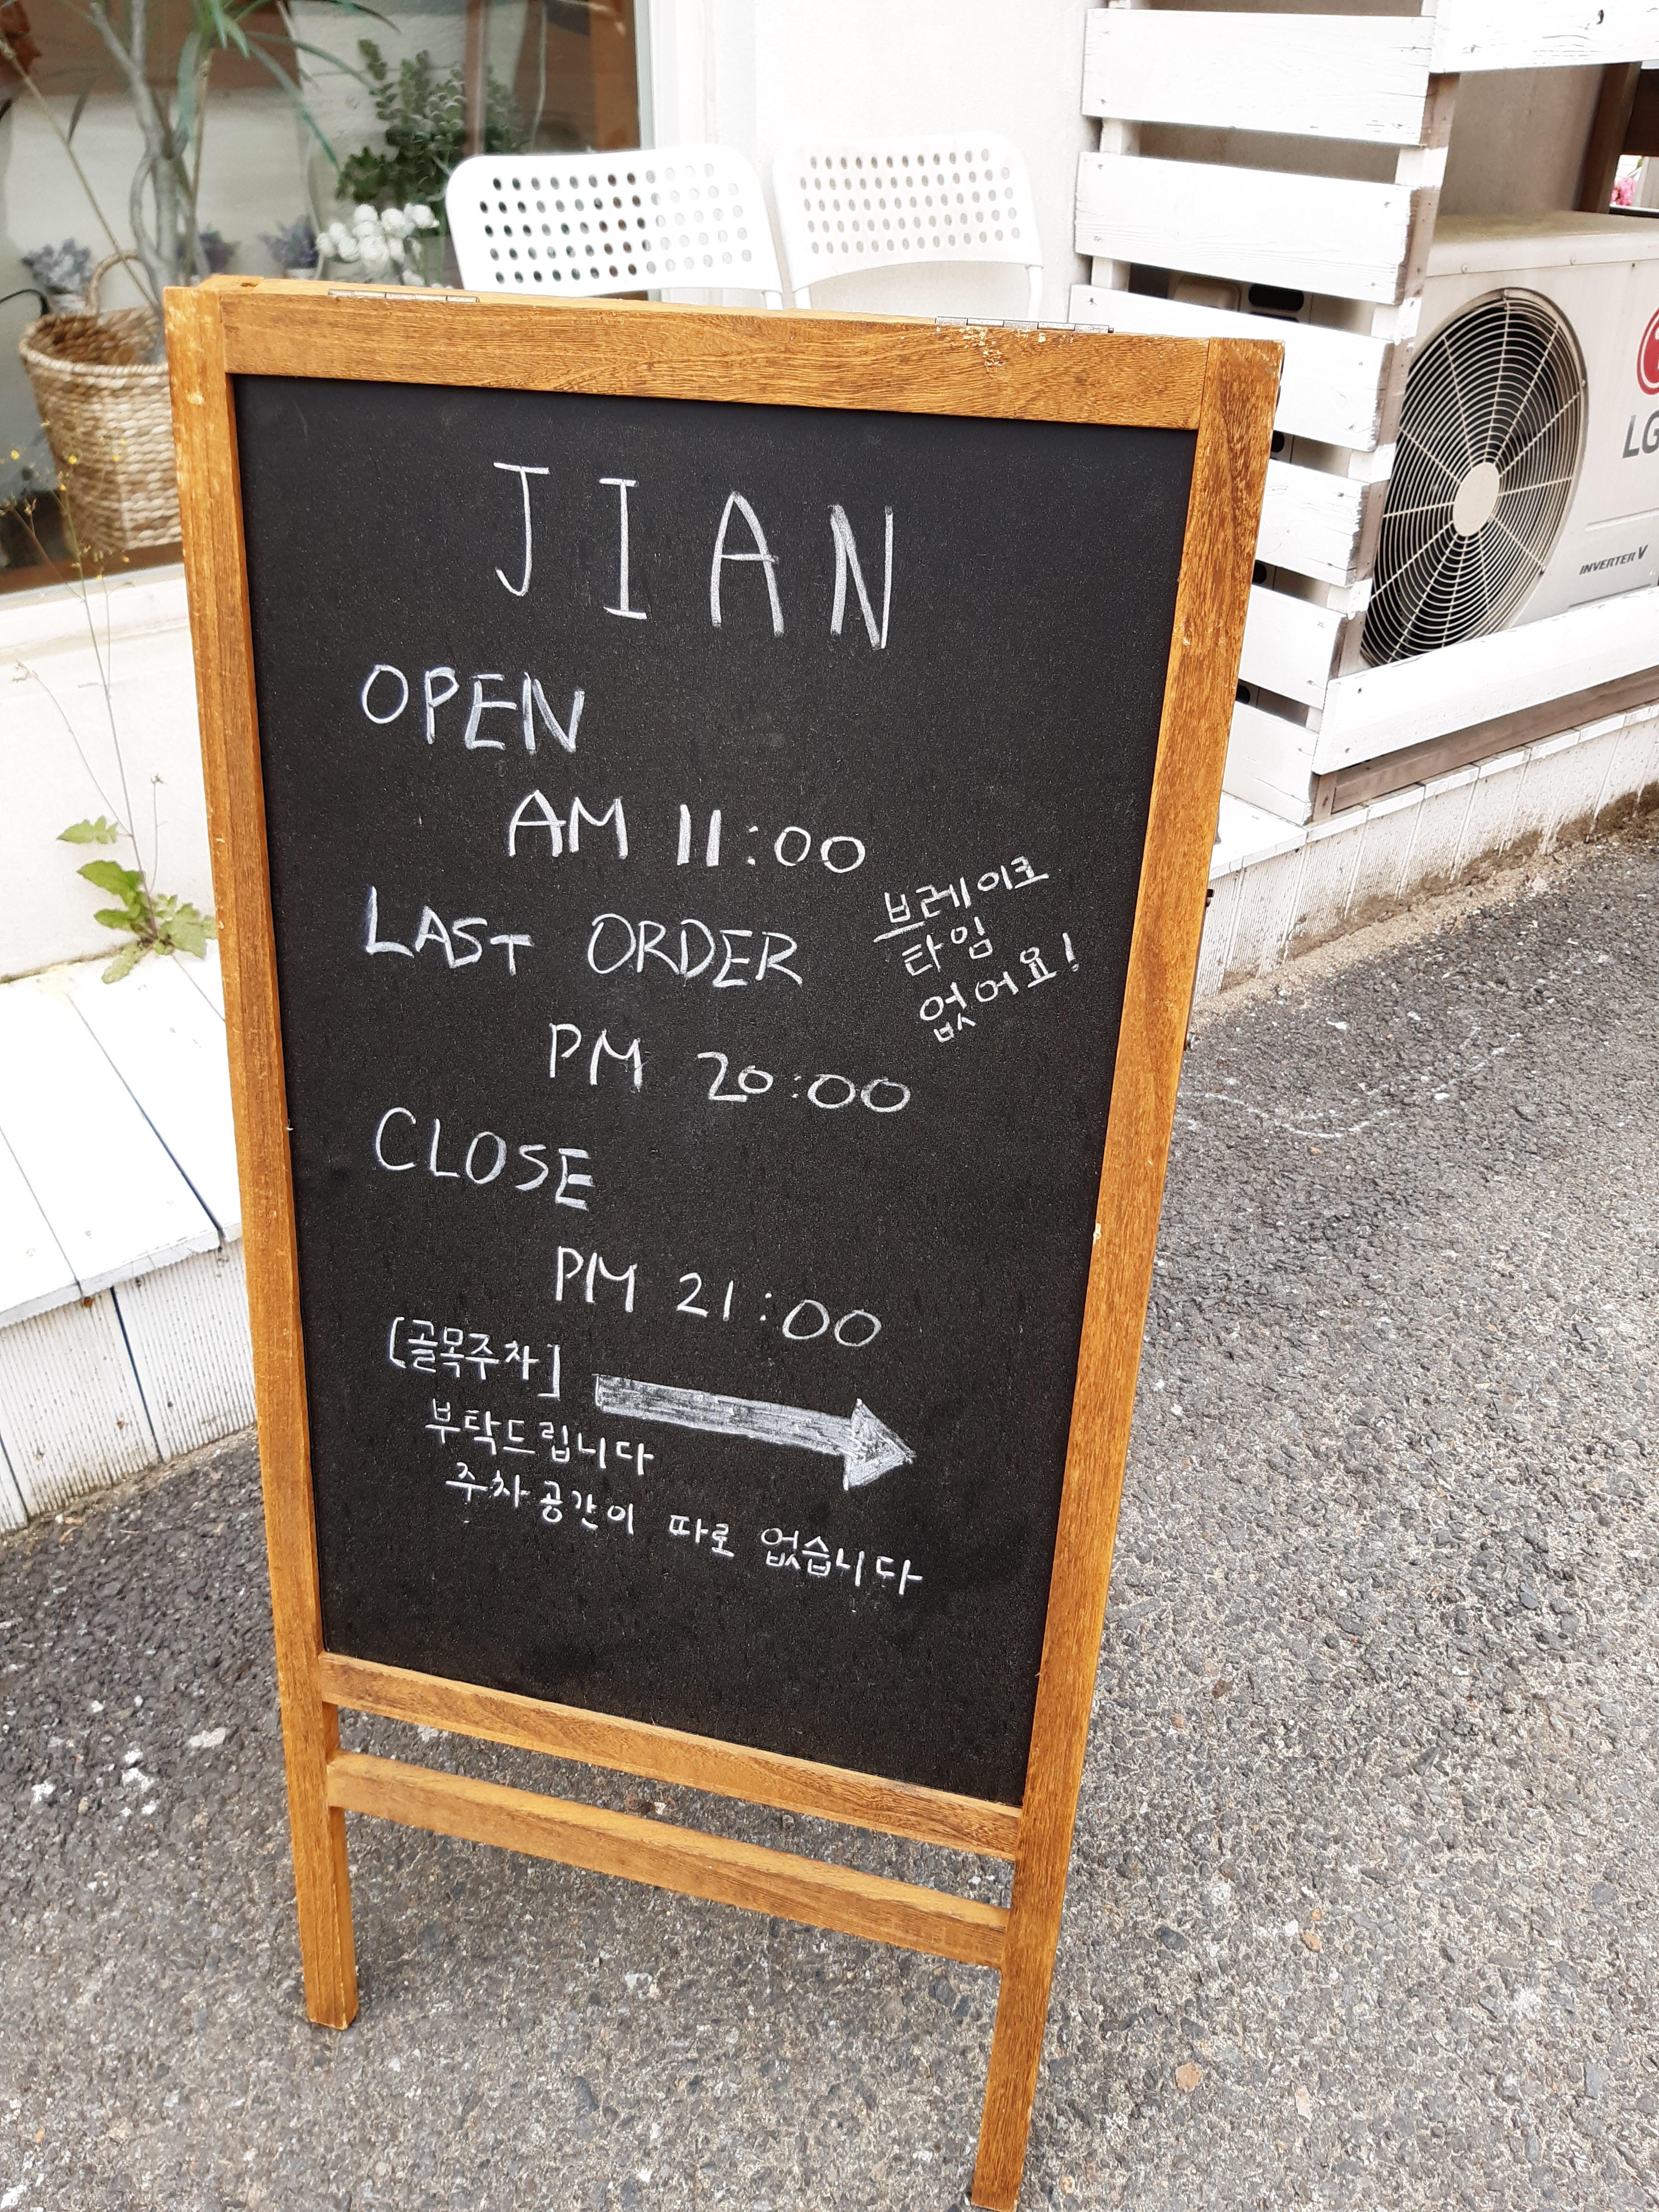 JIAN
OPEN
AM 11:00
LAST ORDER
PM 20:00
브레이크
타임
없어요!
CLOSE
PM 21:00
[골목주차]
부탁드립니다
주차공간이 따로 없습니다
LG
INVERTER V